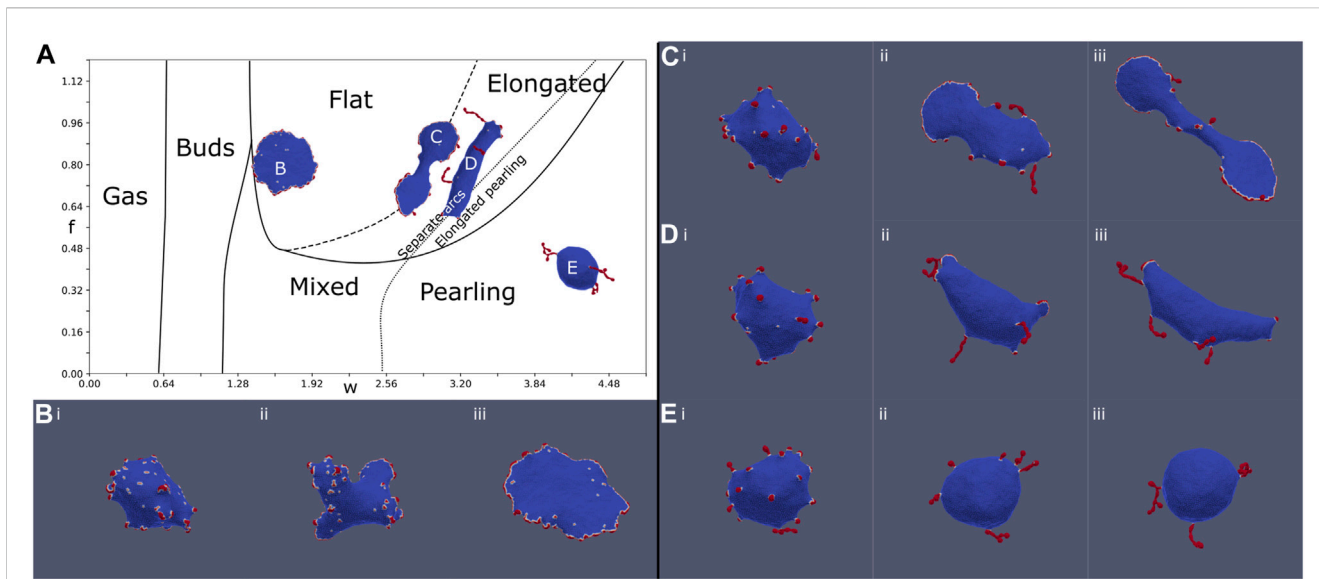 A
1.12
0.96
0.80
0.64
f
0.48
0.32
0.16
0.00
0.00 0.64 1.28 1.92 2.56 3.20 3.84 4.48
w
Gas
Buds
Flat
Elongated
Separate arcs
Elongated pearling
Mixed
Pearling
B
C
D
E
B i ii iii
C i ii iii
D i ii iii
E i ii iii